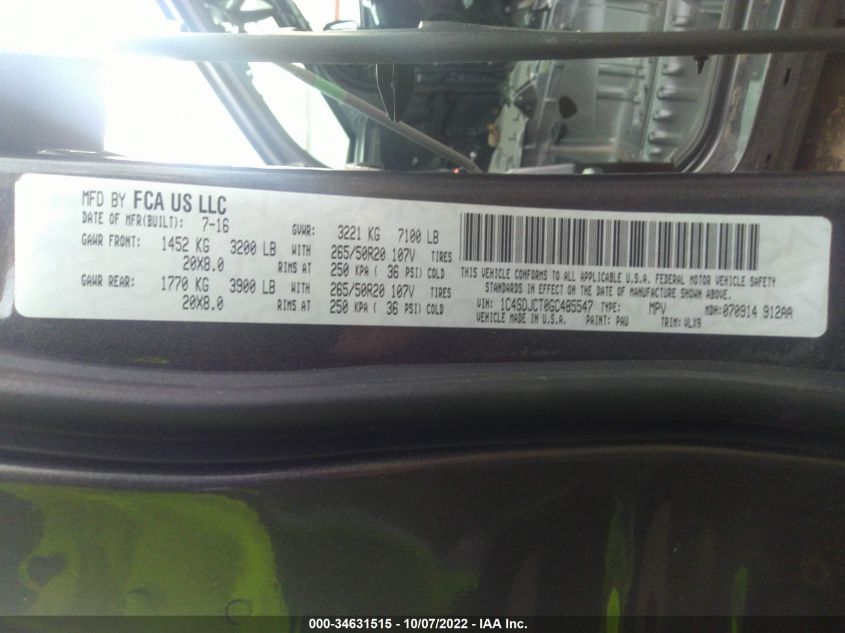 MFD BY FCA US LLC
DATE OF MFR(BUILT): 7-16 GVWR: 3221 KG 7100 LB
GAWR FRONT: 1452 KG 3200 LB WITH 265/50R20 107V TIRES
20X8.0 RIMS AT 250 KPA ( 36 PSI) COLD
GAWR REAR: 1770 KG 3900 LB WITH 265/50R20 107V TIRES
20X8.0 RIMS AT 250 KPA ( 36 PSI) COLD
THIS VEHICLE CONFORMS TO ALL APPLICABLE U.S.A. FEDERAL MOTOR VEHICLE SAFETY
STANDARDS IN EFFECT ON THE DATE OF MANUFACTURE SHOWN ABOVE.
VIN: 1C4SDJCT0GC485547 TYPE: MPV MDH: 070914 912AA
VEHICLE MADE IN U.S.A. PAINT: PAU TRIM: VLX9
000-34631515 - 10/07/2022 - IAA Inc.